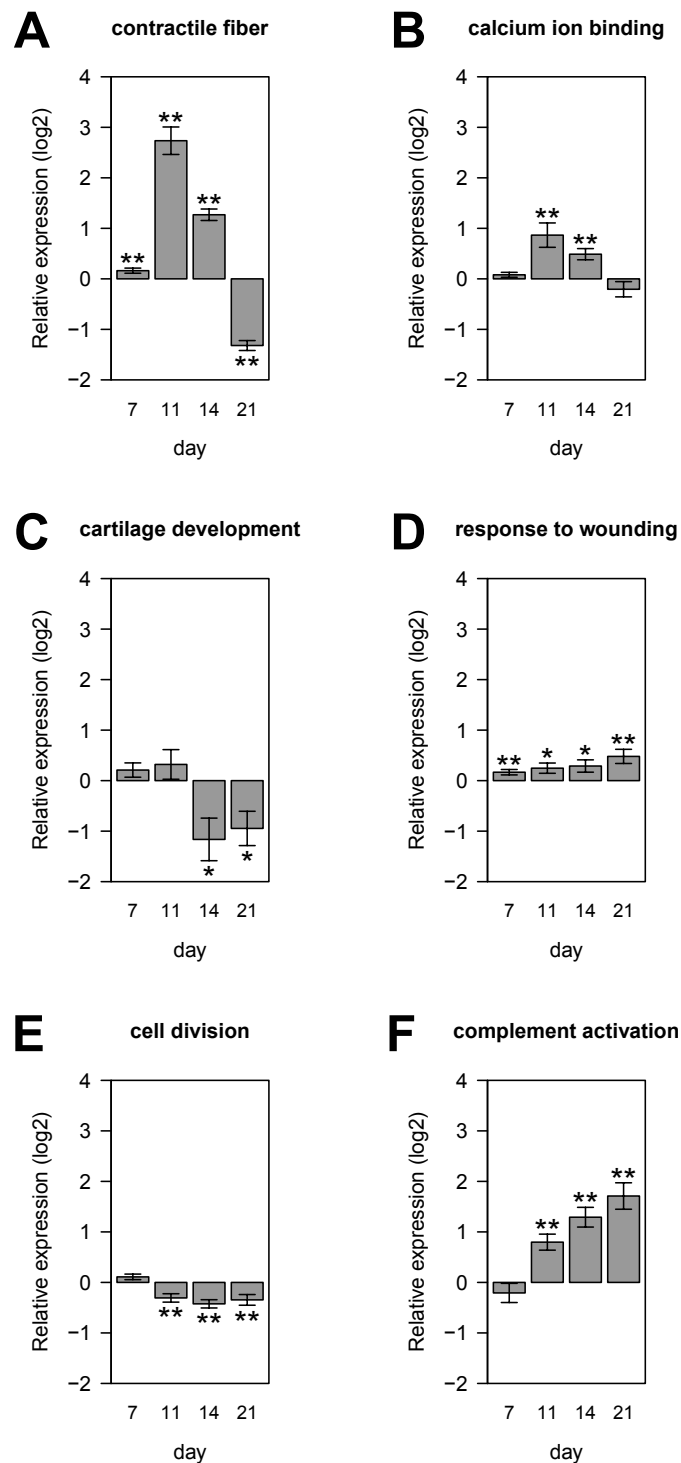 A contractile fiber
Relative expression (log2)
4
3
2
1
0
−1
−2
**
**
**
**
7 11 14 21
day
B calcium ion binding
Relative expression (log2)
4
3
2
1
0
−1
−2
**
**
7 11 14 21
day
C cartilage development
Relative expression (log2)
4
3
2
1
0
−1
−2
*
*
7 11 14 21
day
D response to wounding
Relative expression (log2)
4
3
2
1
0
−1
−2
**
*
*
**
7 11 14 21
day
E cell division
Relative expression (log2)
4
3
2
1
0
−1
−2
**
**
**
7 11 14 21
day
F complement activation
Relative expression (log2)
4
3
2
1
0
−1
−2
**
**
**
7 11 14 21
day